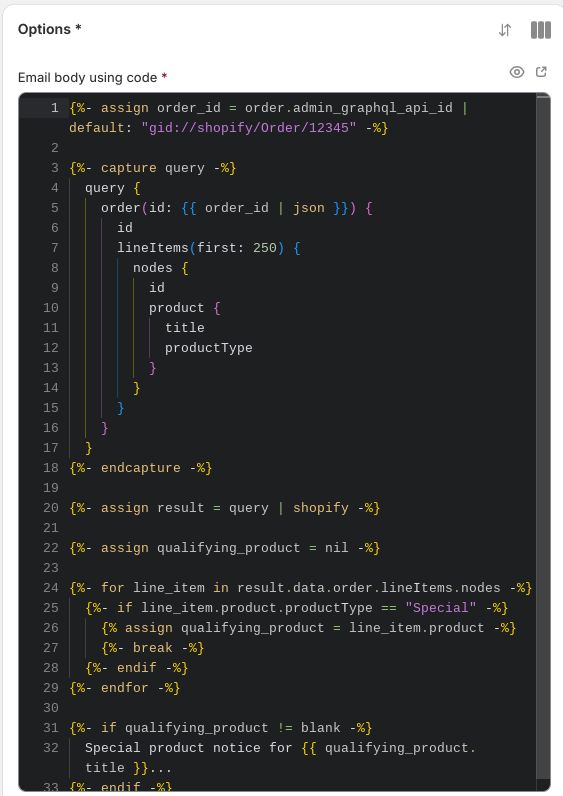 Options *
Email body using code *
1 {%- assign order_id = order.admin_graphql_api_id |
default: "gid://shopify/Order/12345" -%}
2
3 {%- capture query -%}
4 query {
5 order(id: {{ order_id | json }}) {
6 id
7 lineItems(first: 250) {
8 nodes {
9 id
10 product {
11 title
12 productType
13 }
14 }
15 }
16 }
17 }
18 {%- endcapture -%}
19
20 {%- assign result = query | shopify -%}
21
22 {%- assign qualifying_product = nil -%}
23
24 {%- for line_item in result.data.order.lineItems.nodes -%}
25 {%- if line_item.product.productType == "Special" -%}
26 {% assign qualifying_product = line_item.product -%}
27 {%- break -%}
28 {%- endif -%}
29 {%- endfor -%}
30
31 {%- if qualifying_product != blank -%}
32 Special product notice for {{ qualifying_product.
title }}...
33 {%- endif -%}